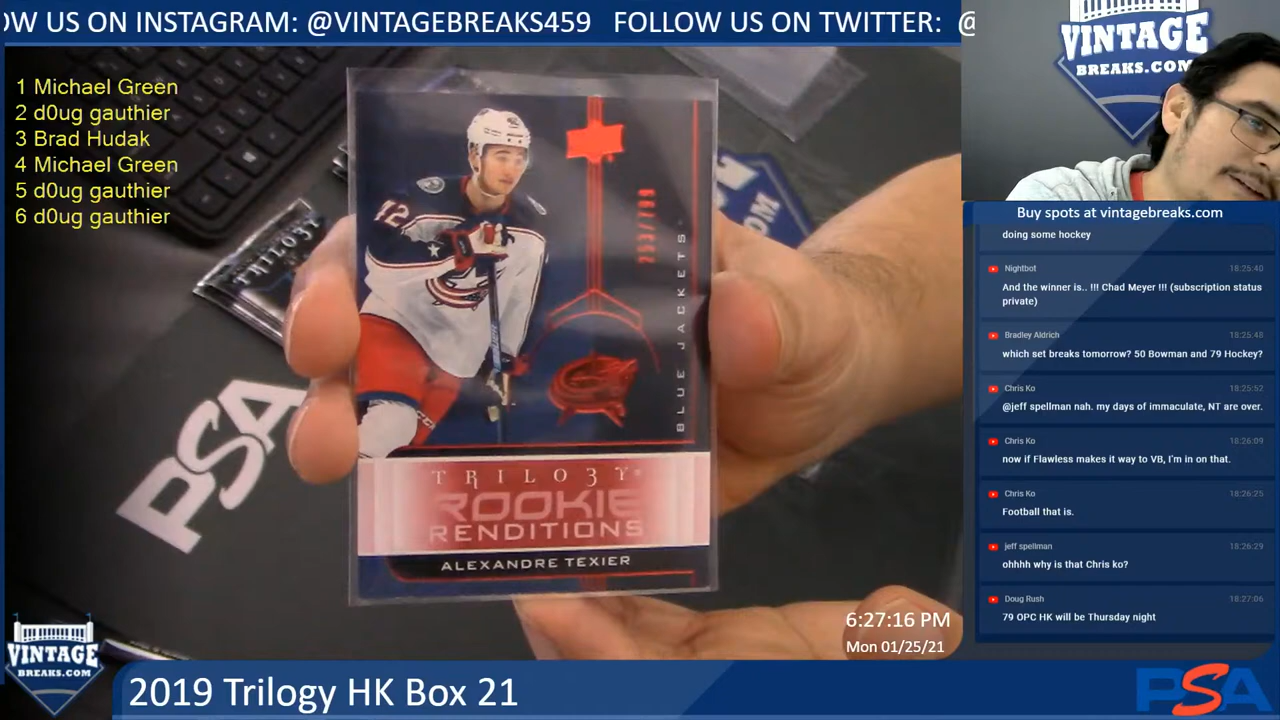 OW US ON INSTAGRAM: @VINTAGEBREAKS459 FOLLOW US ON TWITTER: @
1 Michael Green
2 d0ug gauthier
3 Brad Hudak
4 Michael Green
5 d0ug gauthier
6 d0ug gauthier
42
253/799
BLUE JACKETS
TRILO3Y
ROOKIE
RENDITIONS
ALEXANDRE TEXIER
TRILO3Y
PSA
OM
VINTAGE
BREAKS.COM
Buy spots at vintagebreaks.com
doing some hockey
Nightbot 18:25:40
And the winner is.. !!! Chad Meyer !!! (subscription status
private)
Bradley Aldrich 18:25:48
which set breaks tomorrow? 50 Bowman and 79 Hockey?
Chris Ko 18:25:52
@jeff spellman nah. my days of immaculate, NT are over.
Chris Ko 18:26:09
now if Flawless makes it way to VB, I'm in on that.
Chris Ko 18:26:25
Football that is.
jeff spellman 18:26:29
ohhhh why is that Chris ko?
Doug Rush 18:27:06
79 OPC HK will be Thursday night
6:27:16 PM
Mon 01/25/21
VINTAGE
BREAKS.COM
2019 Trilogy HK Box 21
PSA